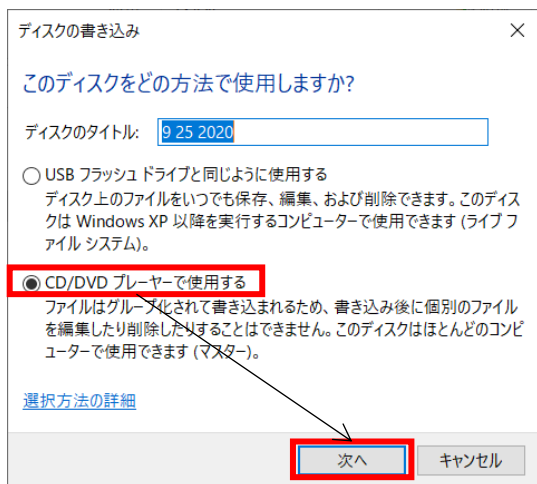 ディスクの書き込み
このディスクをどの方法で使用しますか?
ディスクのタイトル: 9 25 2020
USB フラッシュ ドライブと同じように使用する
ディスク上のファイルをいつでも保存、編集、および削除できます。このディス
クは Windows XP 以降を実行するコンピューターで使用できます (ライブ フ
ァイル システム)。
CD/DVD プレーヤーで使用する
ファイルはグループ化されて書き込まれるため、書き込み後に個別のファイル
を編集したり削除したりすることはできません。このディスクはほとんどのコンピ
ューターで使用できます (マスター)。
選択方法の詳細
次へ キャンセル